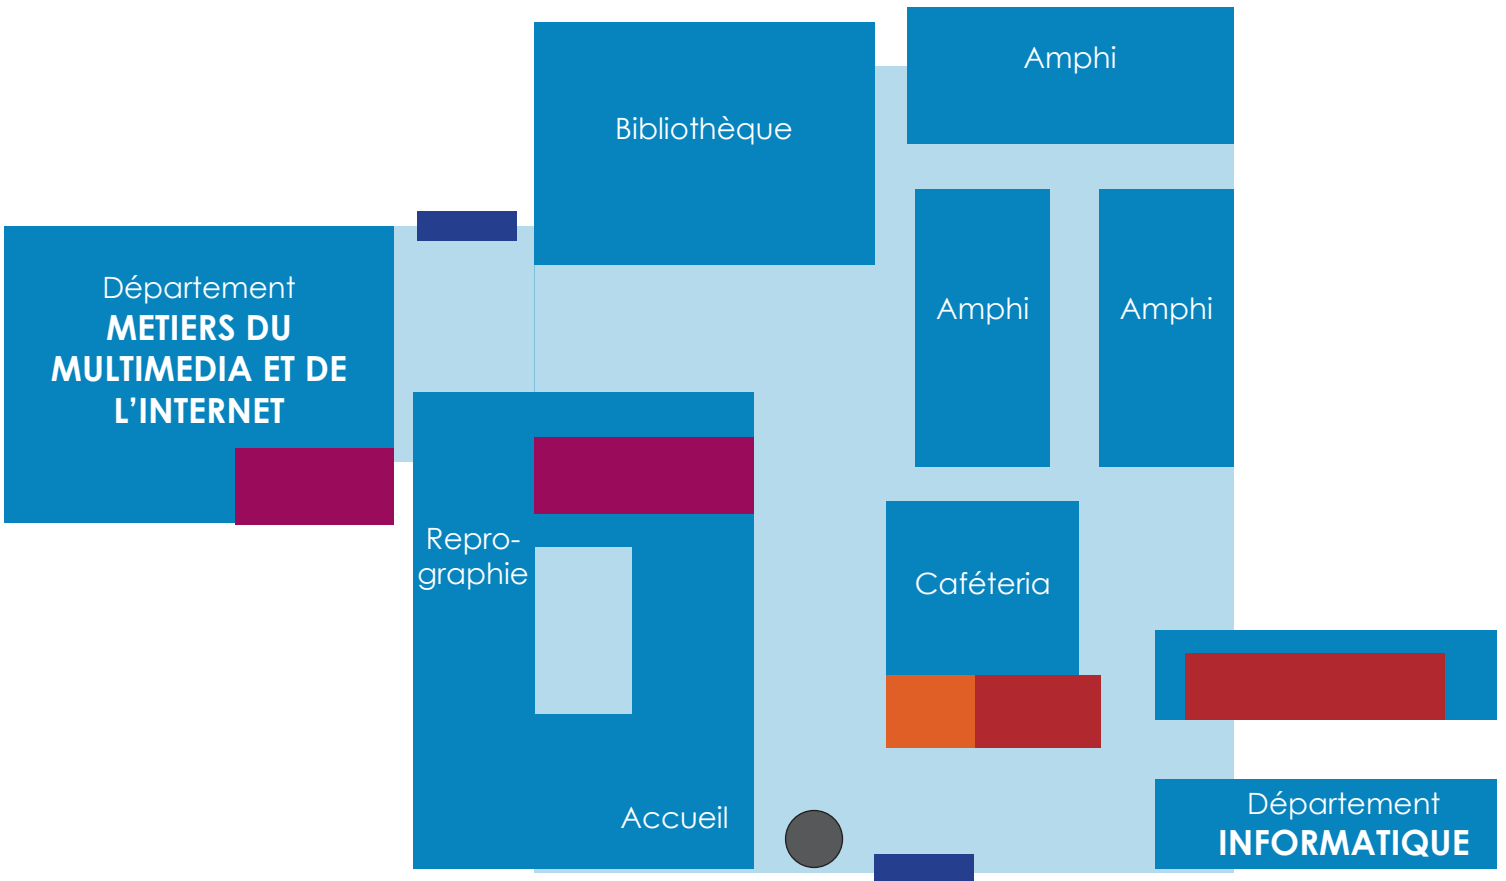 Amphi
Bibliothèque
Département
METIERS DU
MULTIMEDIA ET DE
L’INTERNET
Amphi
Amphi
Repro-
graphie
Caféteria
Accueil
Département
INFORMATIQUE